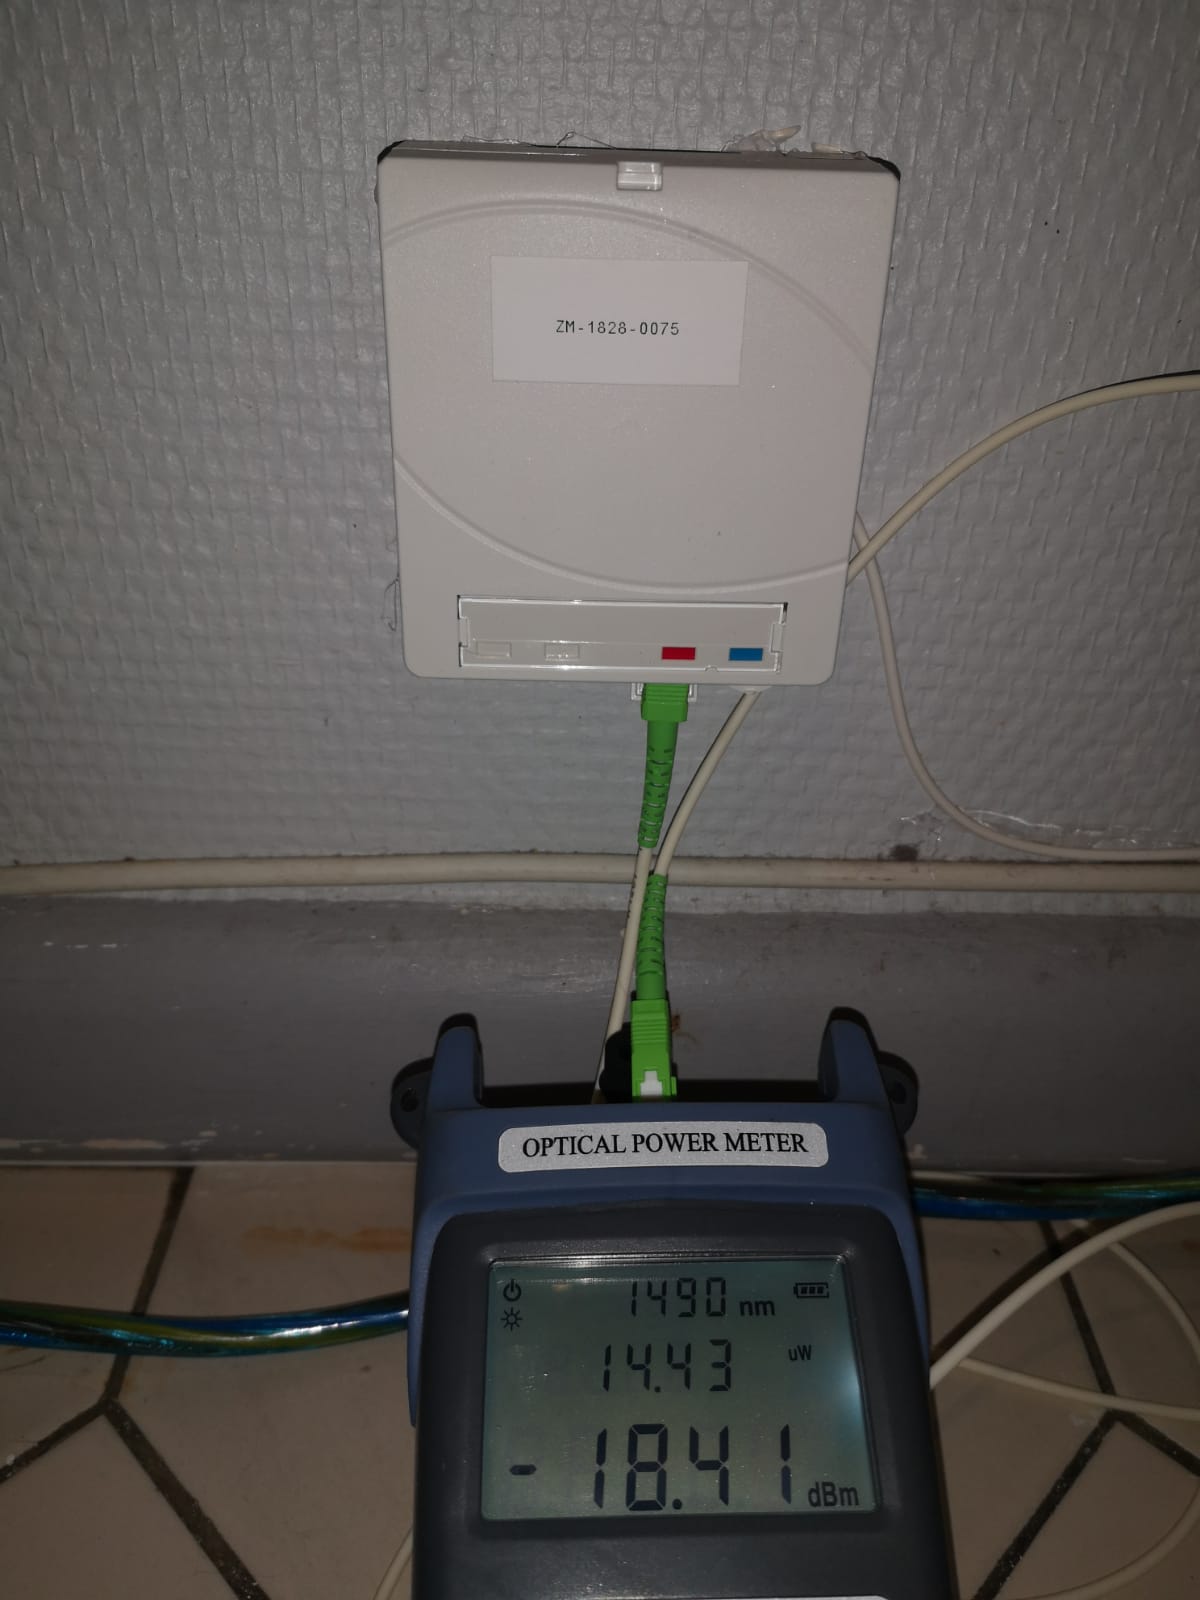 ZM-1828-0075
OPTICAL POWER METER
1490 nm
14.43 uW
-18.41 dBm